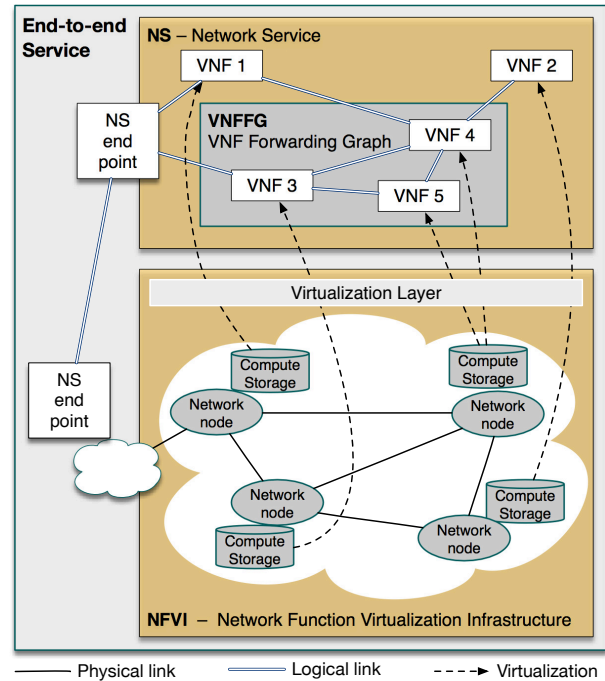 End-to-end
Service
NS – Network Service
VNF 1
VNF 2
NS
end
point
VNFFG
VNF Forwarding Graph
VNF 4
VNF 3
VNF 5
Virtualization Layer
Compute
Storage
Compute
Storage
NS
end
point
Network
node
Network
node
Network
node
Compute
Storage
Compute
Storage
Network
node
NFVI – Network Function Virtualization Infrastructure
Physical link
Logical link
Virtualization